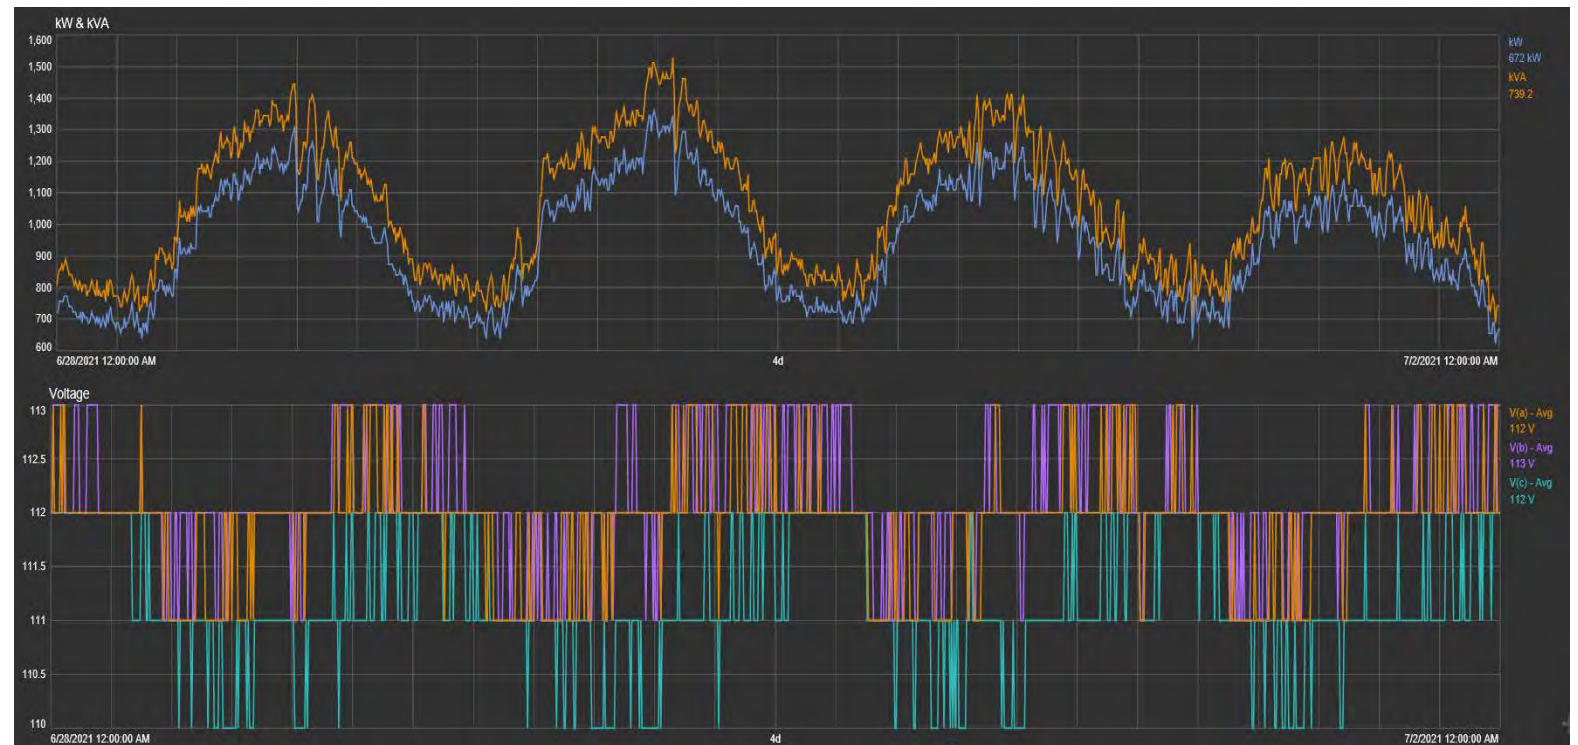 kW & kVA
1,600
1,500
1,400
1,300
1,200
1,100
1,000
900
800
700
600
6/28/2021 12:00:00 AM
4d
7/2/2021 12:00:00 AM
kW
672 kW
kVA
739.2
Voltage
113
112.5
112
111.5
111
110.5
110
6/28/2021 12:00:00 AM
4d
7/2/2021 12:00:00 AM
V(a) - Avg
112 V
V(b) - Avg
113 V
V(c) - Avg
112 V